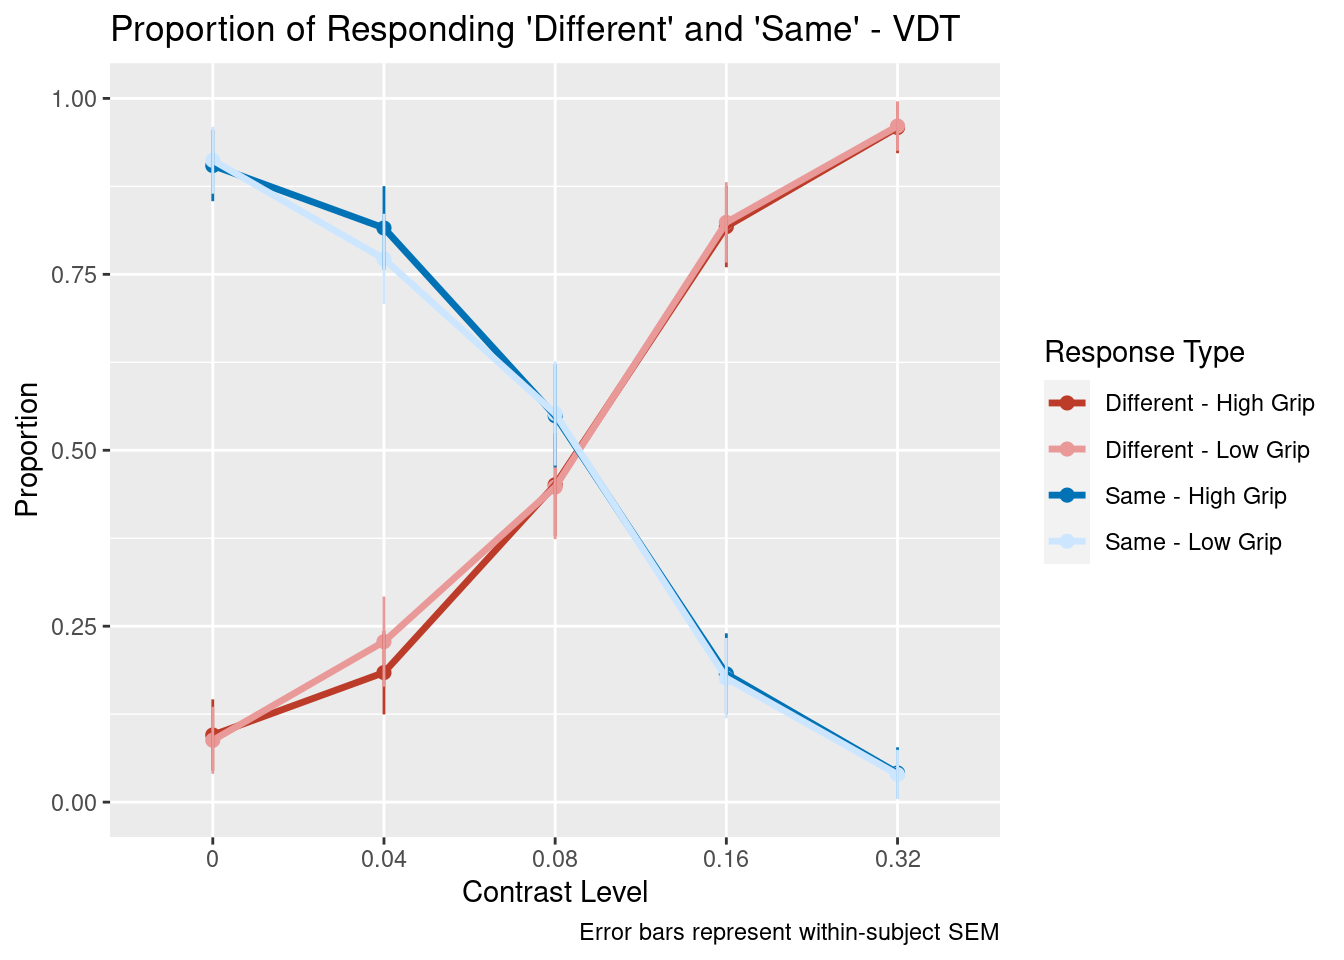 Proportion of Responding 'Different' and 'Same' - VDT
1.00
0.75
0.50
0.25
0.00
Proportion
0 0.04 0.08 0.16 0.32
Contrast Level
Error bars represent within-subject SEM
Response Type
Different - High Grip
Different - Low Grip
Same - High Grip
Same - Low Grip